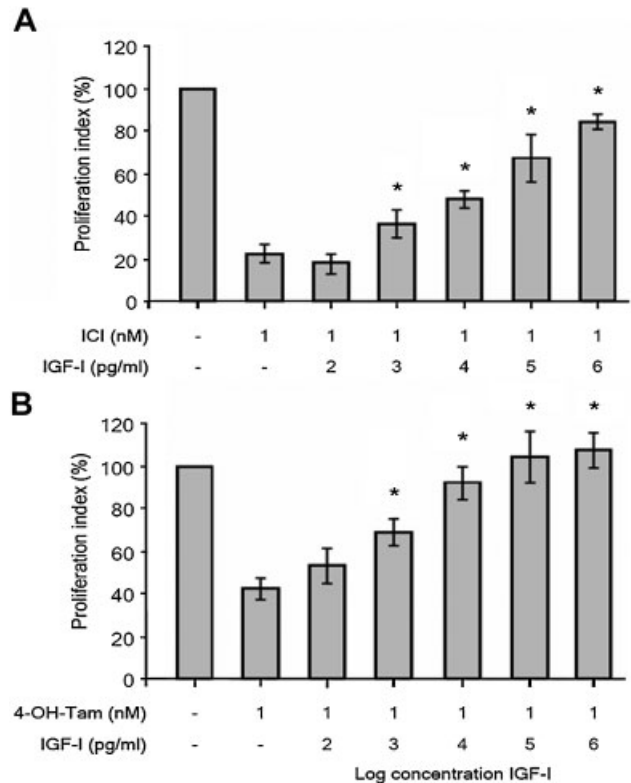 A
Proliferation index (%)
120
100
80
60
40
20
0
* * * *
ICI (nM) - 1 1 1 1 1 1
IGF-I (pg/ml) - - 2 3 4 5 6
B
Proliferation index (%)
120
100
80
60
40
20
0
* * * *
4-OH-Tam (nM) - 1 1 1 1 1 1
IGF-I (pg/ml) - - 2 3 4 5 6
Log concentration IGF-I